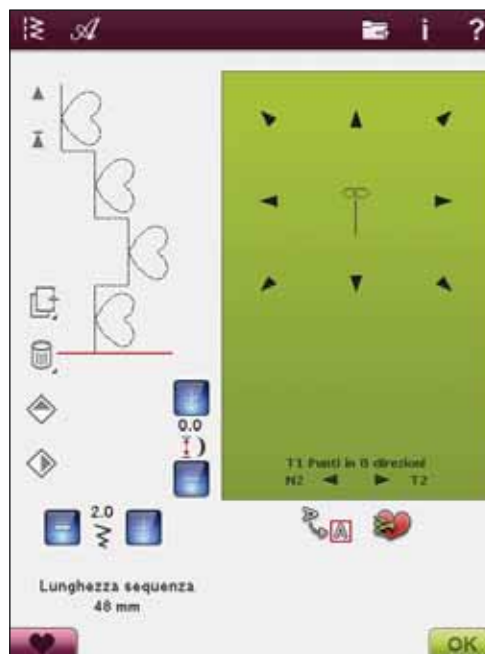 A
i
?
0.0
T1 Punti in 8 direzioni
N2
T2
2.0
A
Lunghezza sequenza
48 mm
OK